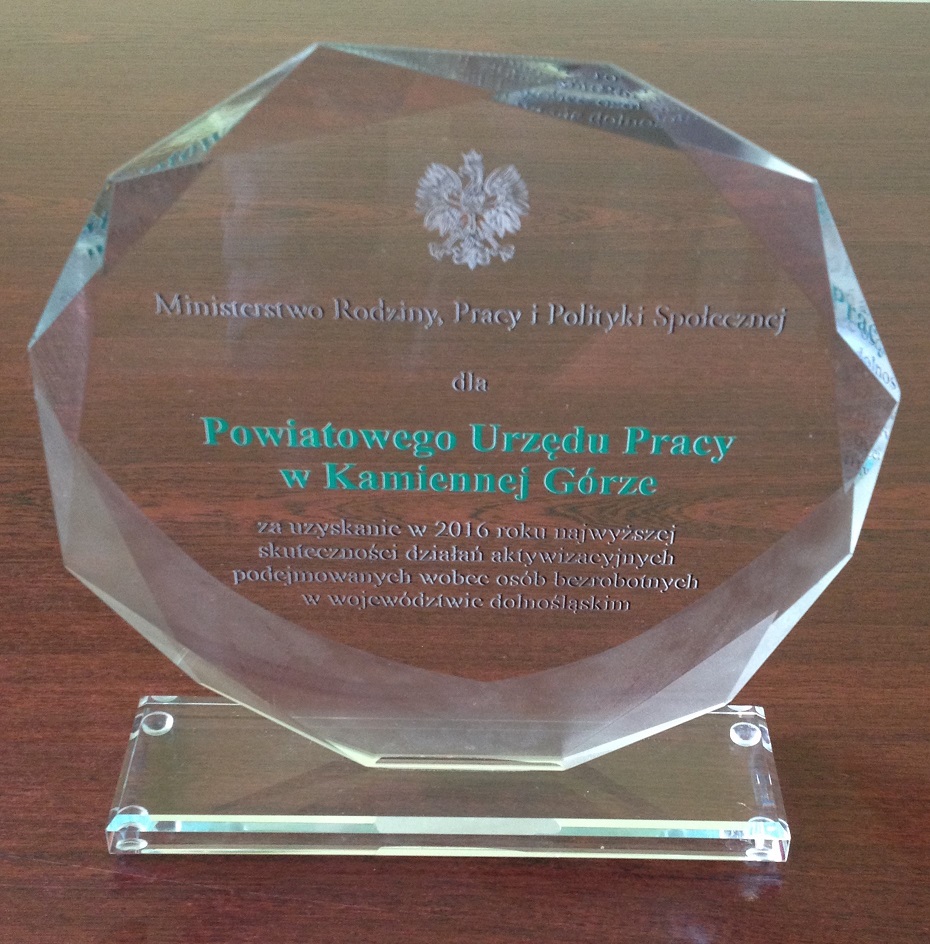 Ministerstwo Rodziny, Pracy i Polityki Społecznej
dla
Powiatowego Urzędu Pracy
w Kamiennej Górze
za uzyskanie w 2016 roku najwyższej
skuteczności działań aktywizacyjnych
podejmowanych wobec osób bezrobotnych
w województwie dolnośląskim